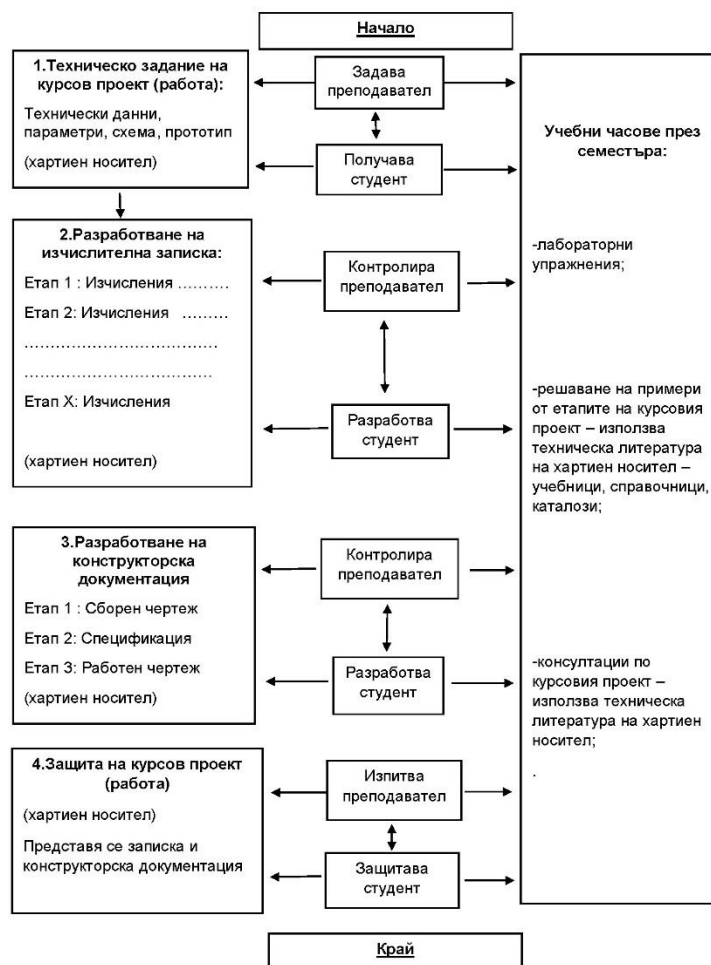 Начало
1.Техническо задание на
курсов проект (работа):
Технически данни,
параметри, схема, прототип
(хартиен носител)
Задава
преподавател
Получава
студент
2.Разработване на
изчислителна записка:
Етап 1 : Изчисления ……….
Етап 2: Изчисления ………
……………………………….
………………………………
Етап X: Изчисления
(хартиен носител)
Контролира
преподавател
Разработва
студент
3.Разработване на
конструкторска
документация
Етап 1 : Сборен чертеж
Етап 2: Спецификация
Етап 3: Работен чертеж
(хартиен носител)
Контролира
преподавател
Разработва
студент
4.Защита на курсов проект
(работа)
(хартиен носител)
Представя се записка и
конструкторска документация
Изпитва
преподавател
Защитава
студент
Учебни часове през
семестъра:
-лабораторни
упражнения;
-решаване на примери
от етапите на курсовия
проект – използва
техническа литература
на хартиен носител –
учебници, справочници,
каталози;
-консултации по
курсовия проект –
използва техническа
литература на хартиен
носител;
.
Край